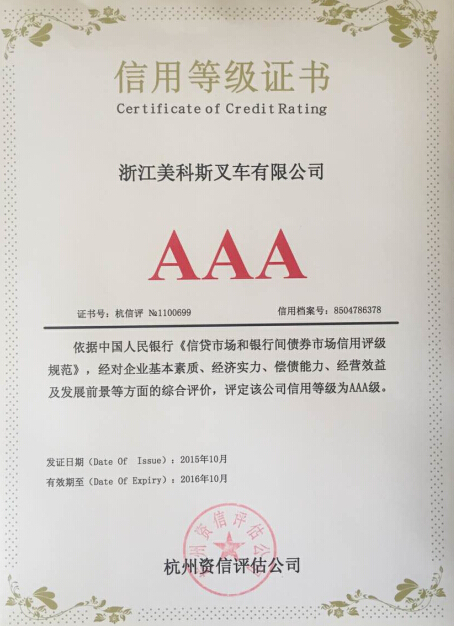 信用等级证书
Certificate of Credit Rating
浙江美科斯叉车有限公司
AAA
证书号：杭信评 №1100699 信用档案号：8504786378
依据中国人民银行《信贷市场和银行间债券市场信用评级
规范》，经对企业基本素质、经济实力、偿债能力、经营效益
及发展前景等方面的综合评价，评定该公司信用等级为AAA级。
发证日期（Date Of Issue）：2015年10月
有效期至（Date Of Expiry）：2016年10月
杭州资信评估公司
杭州资信评估公司